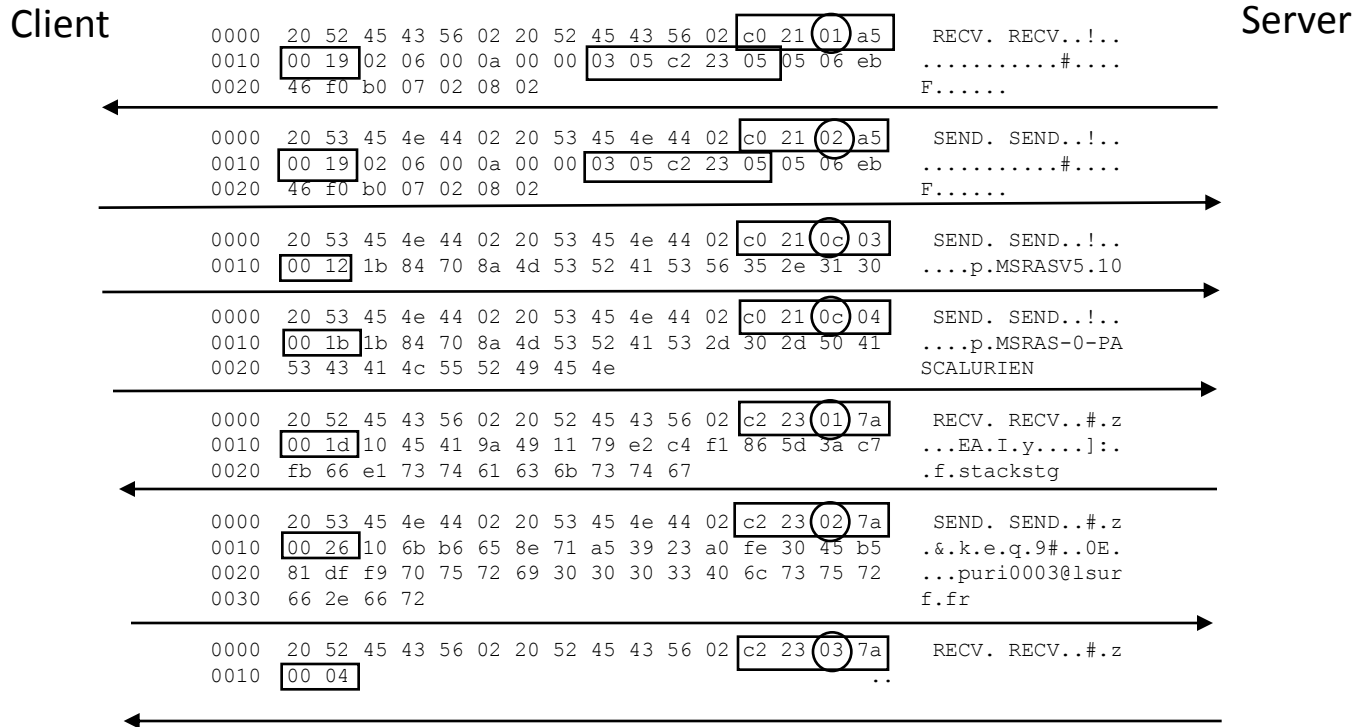 Client
Server
0000 20 52 45 43 56 02 20 52 45 43 56 02 c0 21 01 a5 RECV. RECV..!..
0010 00 19 02 06 00 0a 00 00 03 05 c2 23 05 05 06 eb ...........#....
0020 46 f0 b0 07 02 08 02 F......
0000 20 53 45 4e 44 02 20 53 45 4e 44 02 c0 21 02 a5 SEND. SEND..!..
0010 00 19 02 06 00 0a 00 00 03 05 c2 23 05 05 06 eb ...........#....
0020 46 f0 b0 07 02 08 02 F......
0000 20 53 45 4e 44 02 20 53 45 4e 44 02 c0 21 0c 03 SEND. SEND..!..
0010 00 12 1b 84 70 8a 4d 53 52 41 53 56 35 2e 31 30 ....p.MSRASV5.10
0000 20 53 45 4e 44 02 20 53 45 4e 44 02 c0 21 0c 04 SEND. SEND..!..
0010 00 1b 1b 84 70 8a 4d 53 52 41 53 2d 30 2d 50 41 ....p.MSRAS-0-PA
0020 53 43 41 4c 55 52 49 45 4e SCALURIEN
0000 20 52 45 43 56 02 20 52 45 43 56 02 c2 23 01 7a RECV. RECV..#.z
0010 00 1d 10 45 41 9a 49 11 79 e2 c4 f1 86 5d 3a c7 ...EA.I.y....]:.
0020 fb 66 e1 73 74 61 63 6b 73 74 67 .f.stackstg
0000 20 53 45 4e 44 02 20 53 45 4e 44 02 c2 23 02 7a SEND. SEND..#.z
0010 00 26 10 6b b6 65 8e 71 a5 39 23 a0 fe 30 45 b5 .&.k.e.q.9#..0E.
0020 81 df f9 70 75 72 69 30 30 30 33 40 6c 73 75 72 ...puri0003@lsur
0030 66 2e 66 72 f.fr
0000 20 52 45 43 56 02 20 52 45 43 56 02 c2 23 03 7a RECV. RECV..#.z
0010 00 04 ..